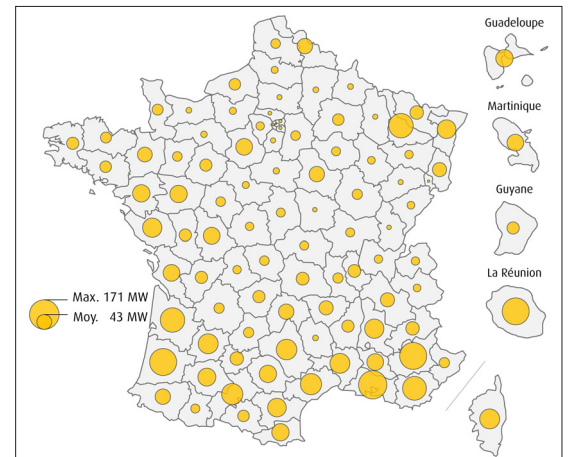 Guadeloupe
Martinique
Guyane
La Réunion
Max. 171 MW
Moy. 43 MW